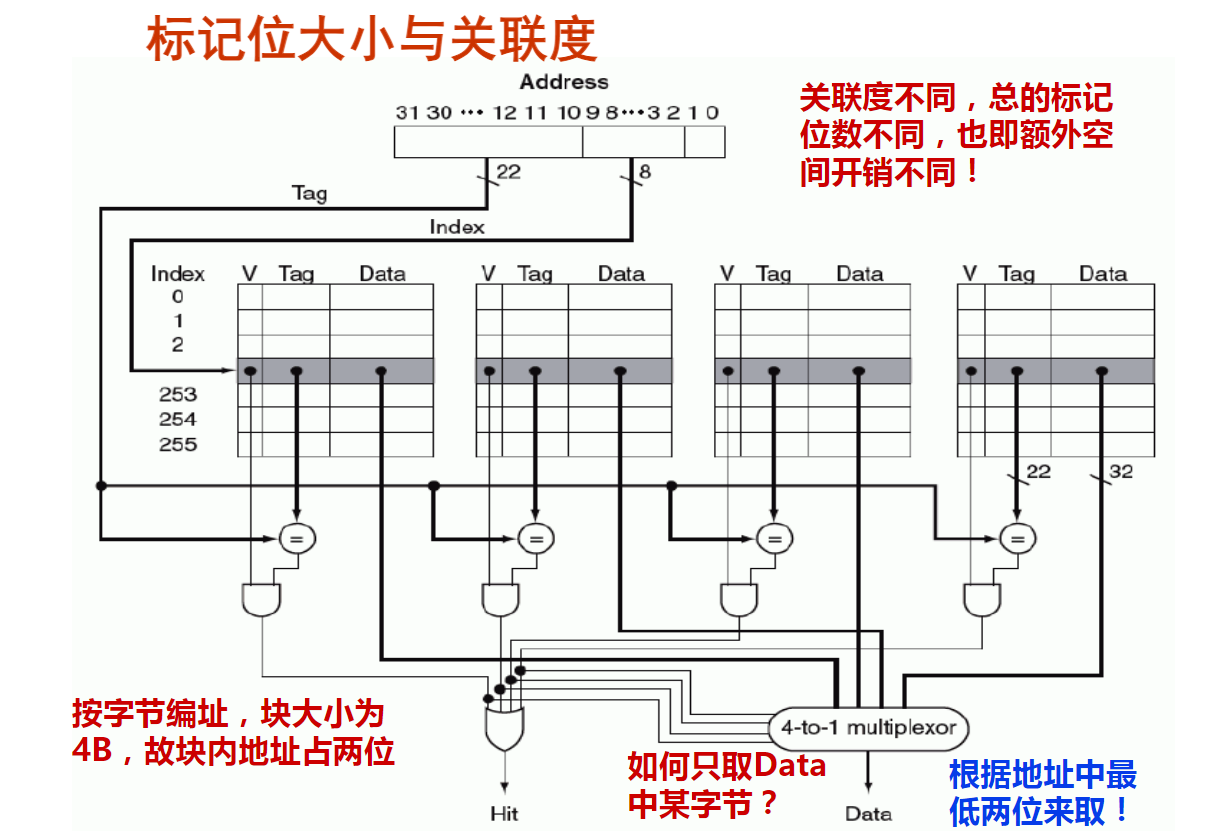 标记位大小与关联度
Address
31 30 ··· 12 11 10 9 8···3 2 1 0
关联度不同，总的标记
位数不同，也即额外空
间开销不同！
22
8
Tag
Index
Index
V Tag Data
V Tag Data
V Tag Data
V Tag Data
0
1
2
253
254
255
22
32
=
=
=
=
按字节编址，块大小为
4B，故块内地址占两位
4-to-1 multiplexor
如何只取Data
中某字节？
根据地址中最
低两位来取！
Hit
Data